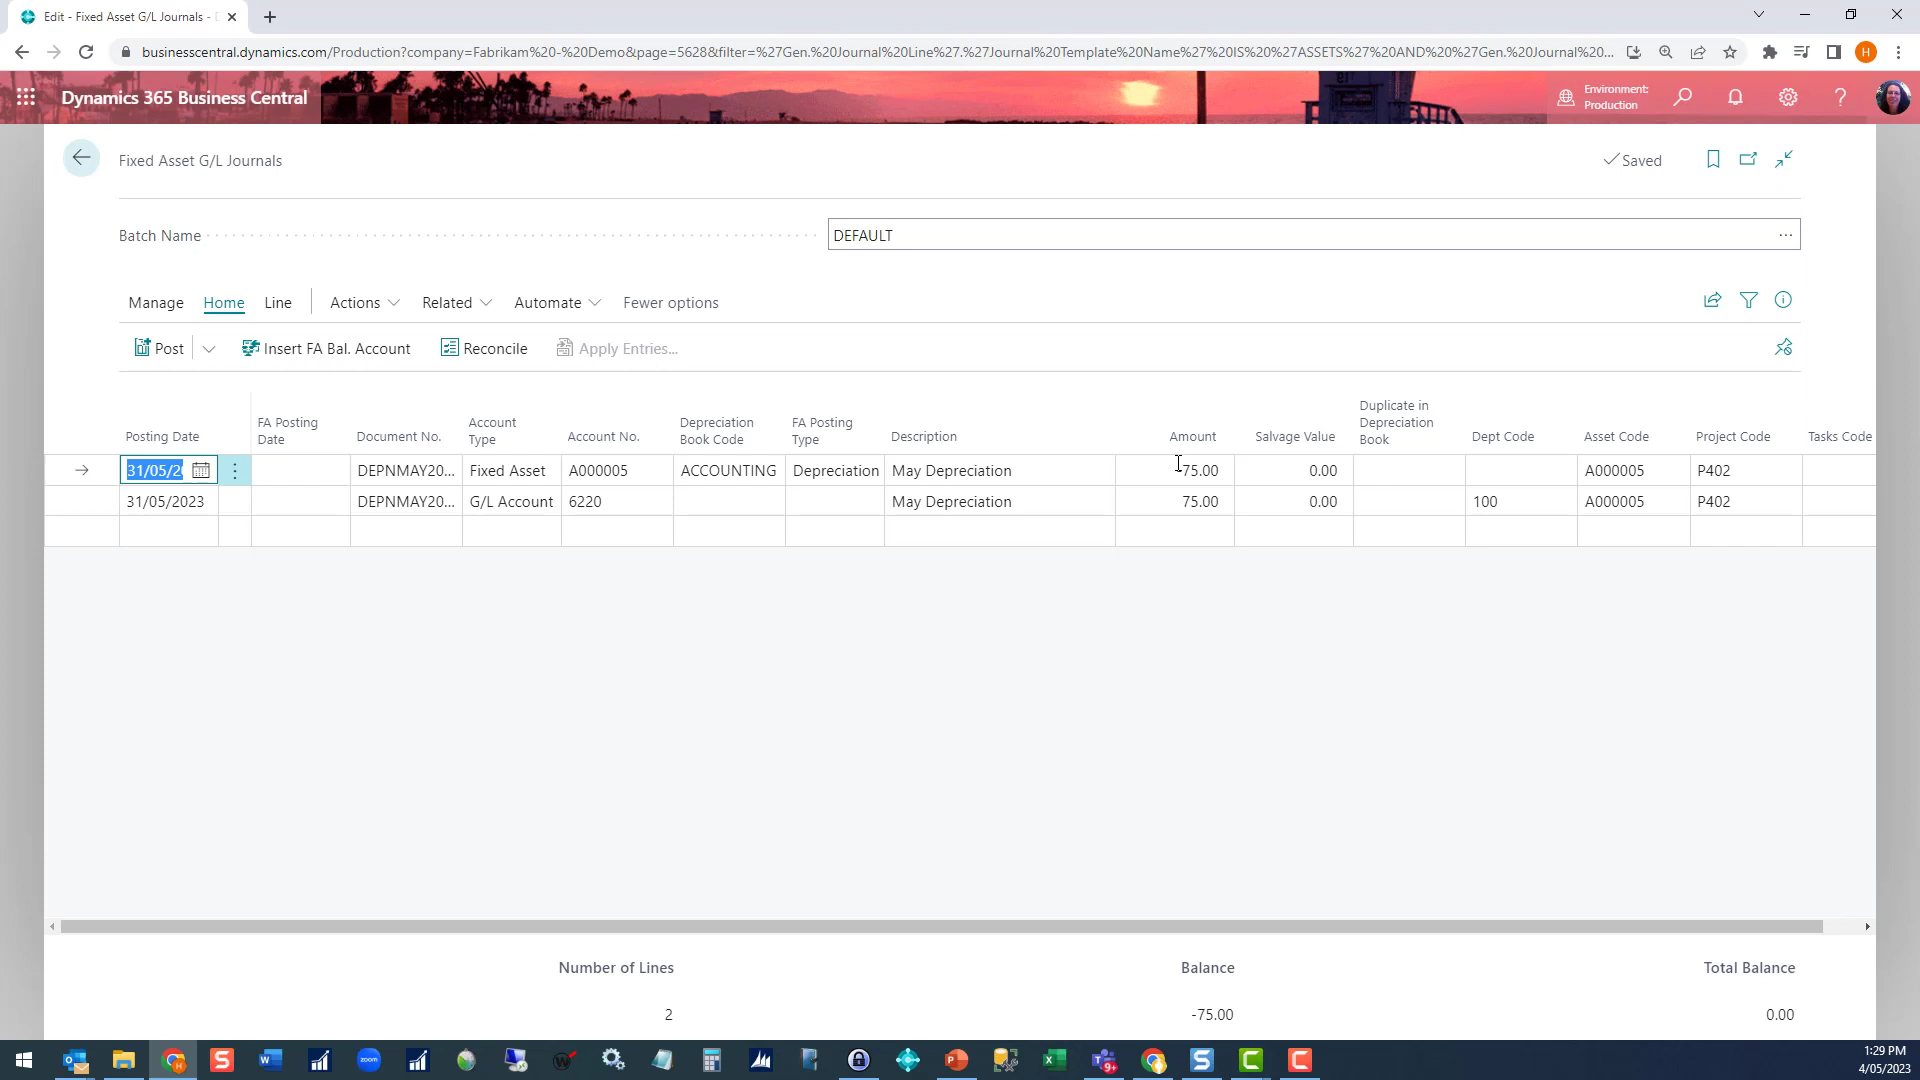 Edit - Fixed Asset G/L Journals -
businesscentral.dynamics.com/Production?company=Fabrikam%20-%20Demo&page=5628&filter=%27Gen.%20Journal%20Line%27.%27Journal%20Template%20Name%27%20IS%20%27ASSETS%27%20AND%20%27Gen.%20Journal%20...
H
Dynamics 365 Business Central
Environment:
Production
Fixed Asset G/L Journals
Saved
Batch Name
DEFAULT
...
Manage Home Line Actions Related Automate Fewer options
Post Insert FA Bal. Account Reconcile Apply Entries...
Posting Date FA Posting Date Document No. Account Type Account No. Depreciation Book Code FA Posting Type Description Amount Salvage Value Duplicate in Depreciation Book Dept Code Asset Code Project Code Tasks Code
31/05/20 DEPNMAY20... Fixed Asset A000005 ACCOUNTING Depreciation May Depreciation -75.00 0.00 A000005 P402
31/05/2023 DEPNMAY20... G/L Account 6220 May Depreciation 75.00 0.00 100 A000005 P402
Number of Lines Balance Total Balance
2 -75.00 0.00
1:29 PM
4/05/2023